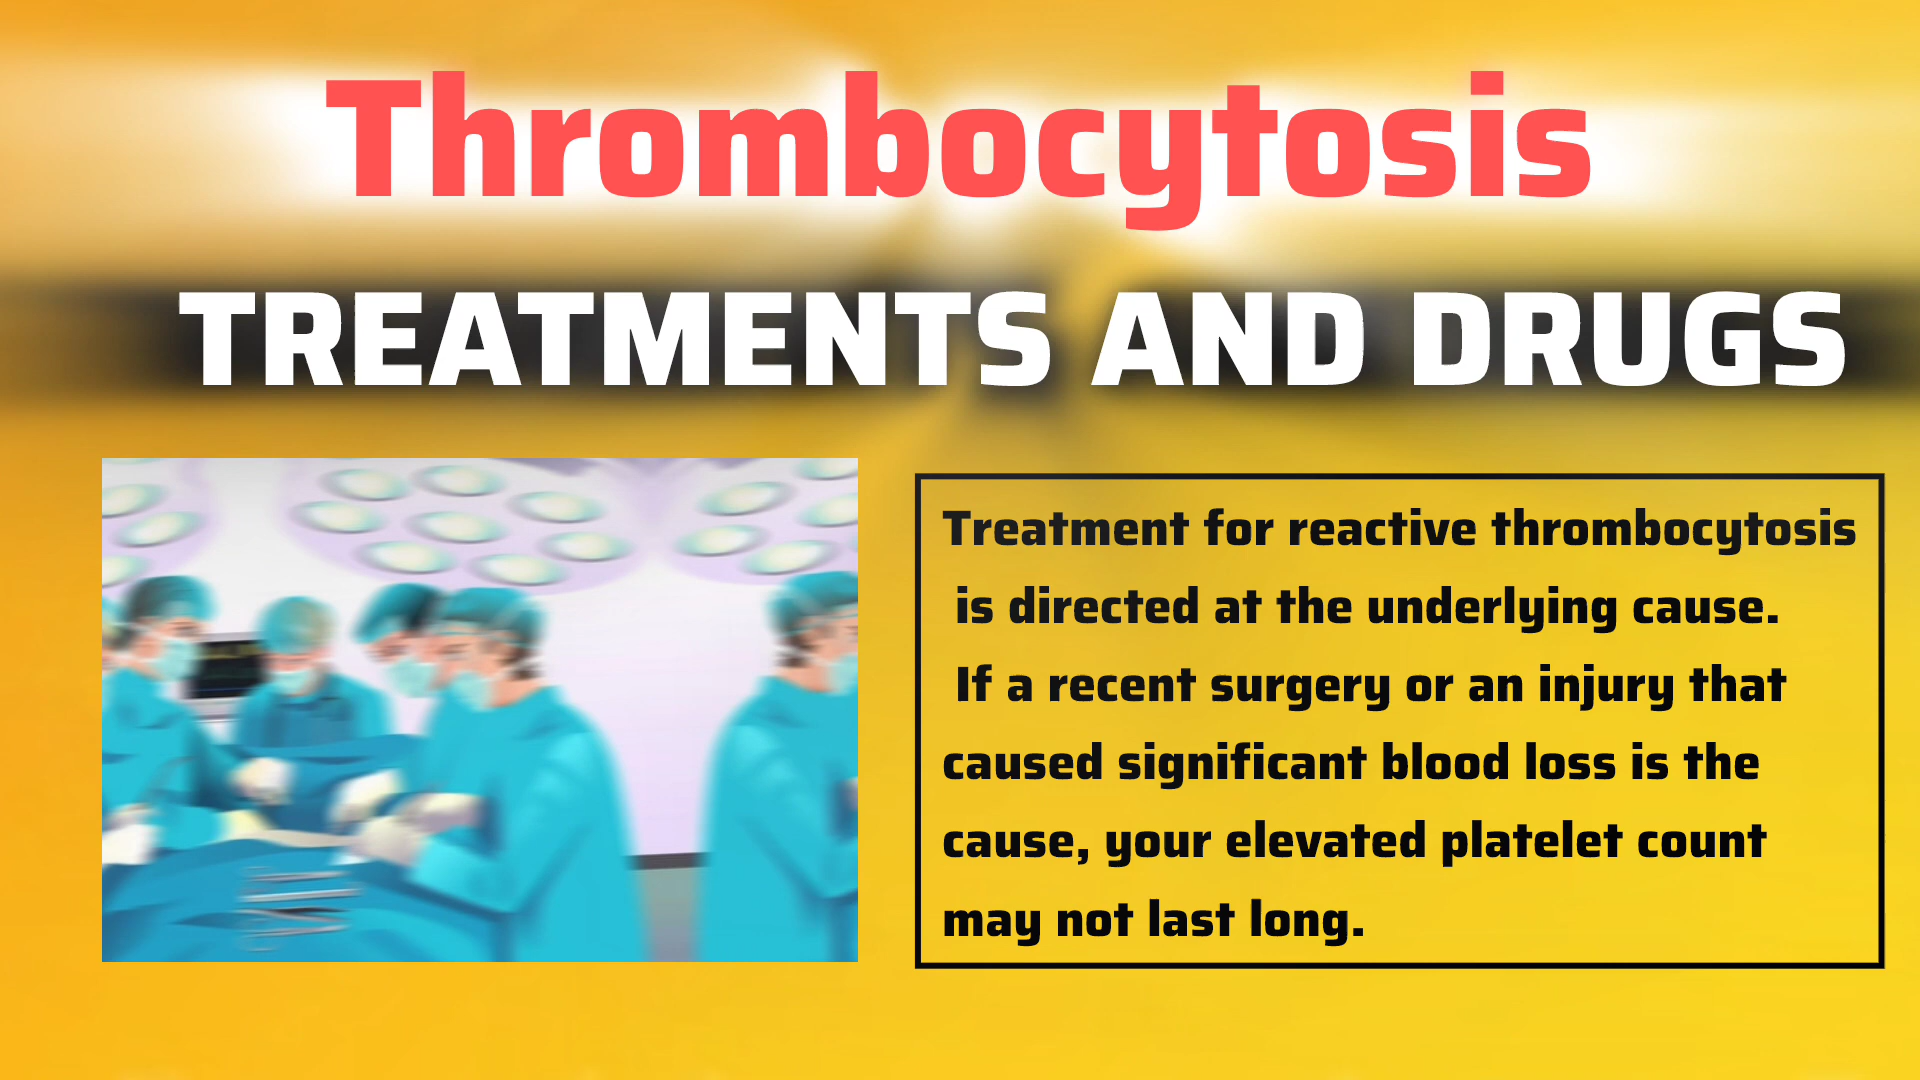 Thrombocytosis
TREATMENTS AND DRUGS
Treatment for reactive thrombocytosis
is directed at the underlying cause.
If a recent surgery or an injury that
caused significant blood loss is the
cause, your elevated platelet count
may not last long.